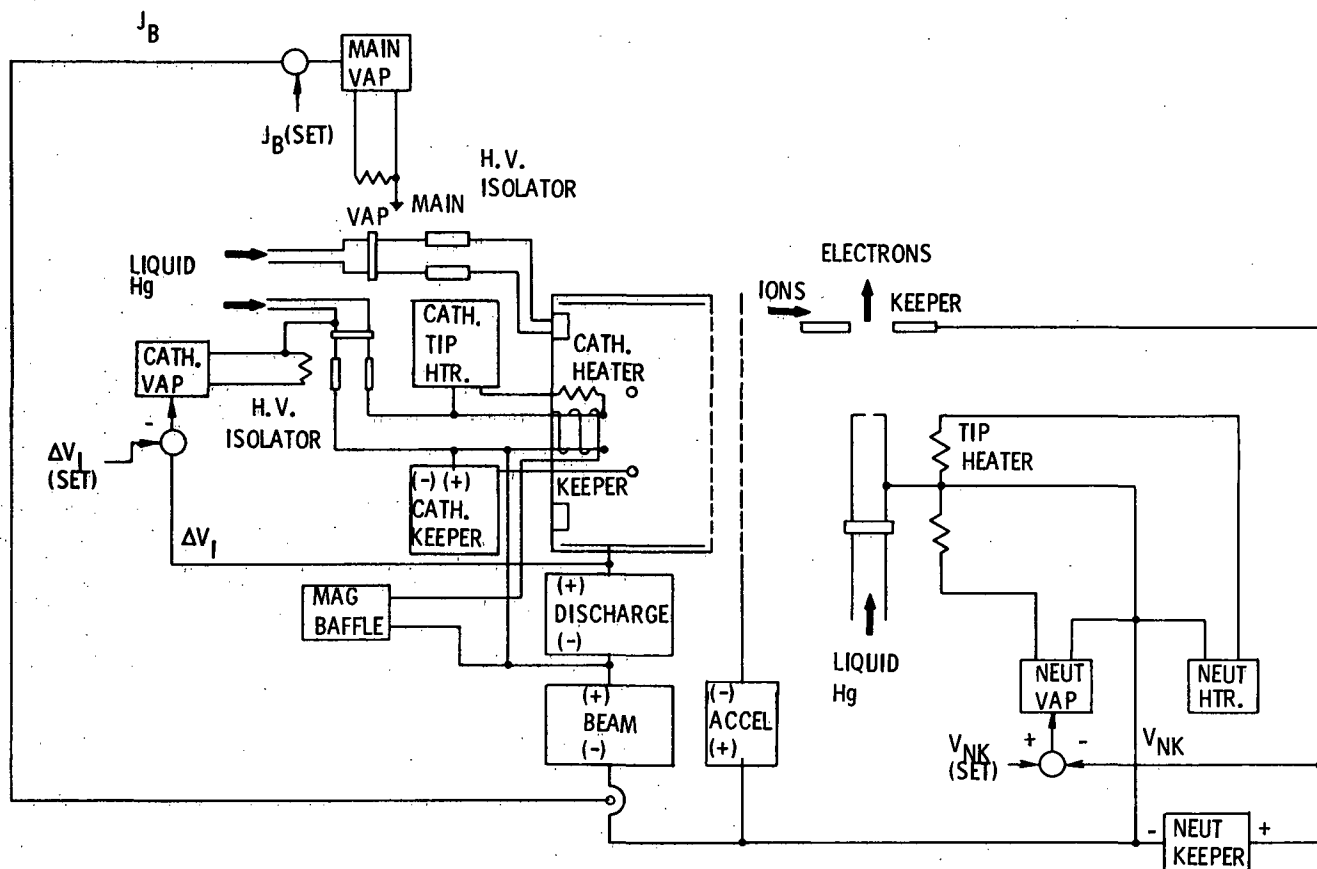 J_B
MAIN
VAP
J_B(SET)
H.V.
ISOLATOR
VAP MAIN
LIQUID
Hg
CATH.
VAP
-
ΔV_I
(SET)
ΔV_I
H.V.
ISOLATOR
CATH.
TIP
HTR.
CATH.
HEATER
(-) (+)
CATH.
KEEPER
KEEPER
MAG
BAFFLE
(+)
DISCHARGE
(-)
(+)
BEAM
(-)
(-)
ACCEL
(+)
IONS
ELECTRONS
KEEPER
TIP
HEATER
LIQUID
Hg
NEUT
VAP
NEUT
HTR.
+ -
V_NK
(SET)
V_NK
- NEUT +
KEEPER